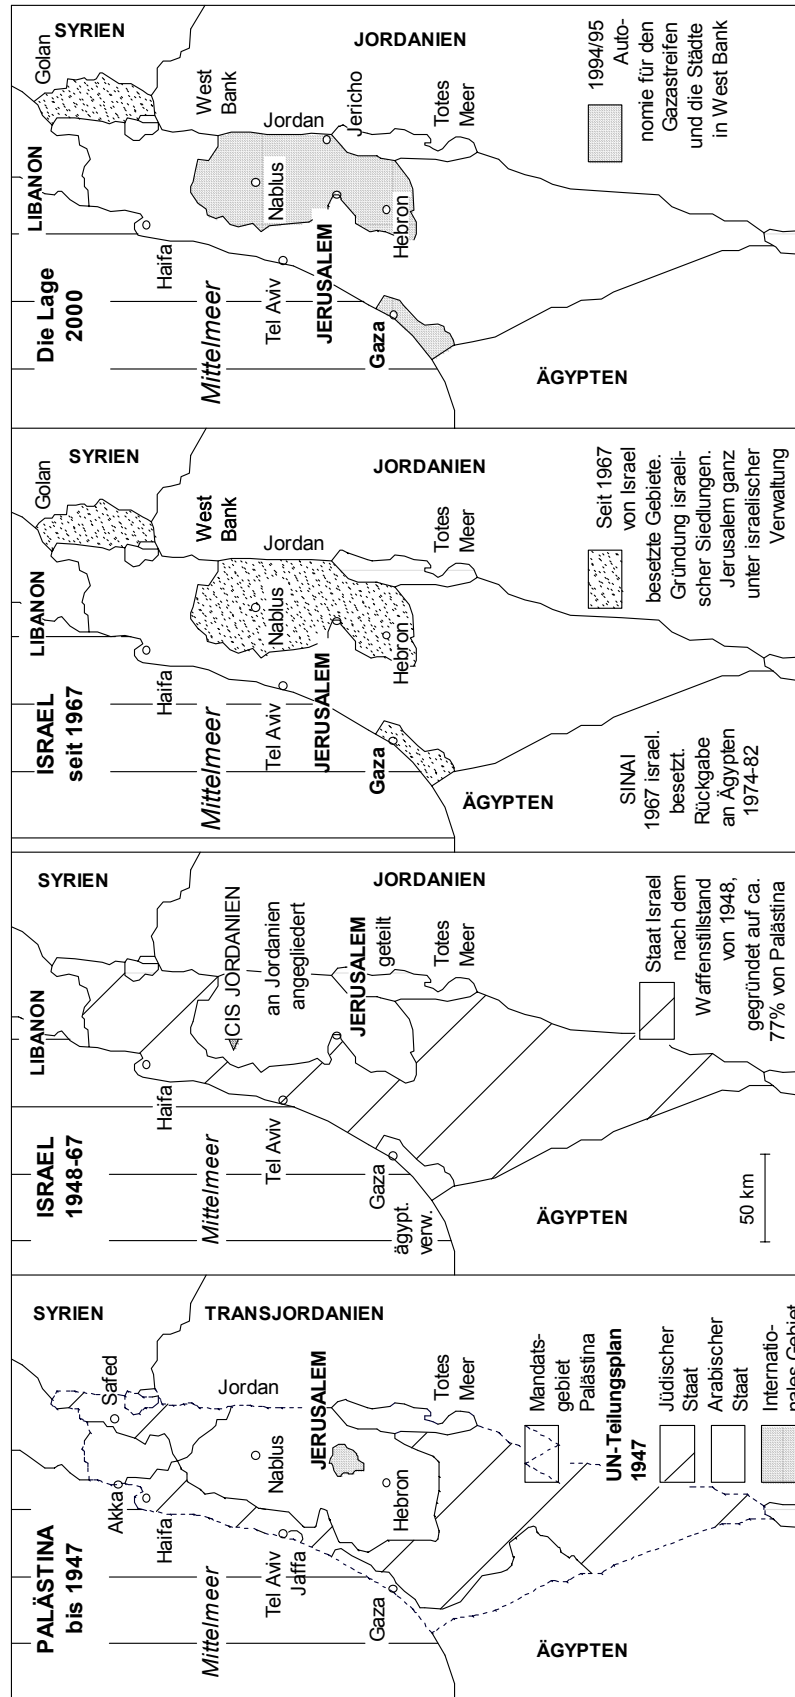 PALÄSTINA
bis 1947
SYRIEN
Safed
Akka
Haifa
TRANSJORDANIEN
Mittelmeer
Jordan
Nablus
Tel Aviv
Jaffa
JERUSALEM
Gaza
Hebron
Totes
Meer
ÄGYPTEN
Mandats-
gebiet
Palästina
UN-Teilungsplan
1947
Jüdischer
Staat
Arabischer
Staat
Internatio-
nales Gebiet
ISRAEL
1948-67
LIBANON
SYRIEN
Haifa
Mittelmeer
CIS JORDANIEN
an Jordanien
angegliedert
Tel Aviv
JERUSALEM
geteilt
JORDANIEN
Gaza
ägypt.
verw.
Totes
Meer
ÄGYPTEN
Staat Israel
nach dem
Waffenstillstand
von 1948,
gegründet auf ca.
77% von Palästina
50 km
ISRAEL
seit 1967
LIBANON
Golan
SYRIEN
Haifa
Mittelmeer
West
Bank
Nablus
Jordan
Tel Aviv
JERUSALEM
JORDANIEN
Gaza
Hebron
Totes
Meer
ÄGYPTEN
SINAI
1967 israel.
besetzt.
Rückgabe
an Ägypten
1974-82
Seit 1967
von Israel
besetzte Gebiete.
Gründung israeli-
scher Siedlungen.
Jerusalem ganz
unter israelischer
Verwaltung
Die Lage
2000
LIBANON
Golan
SYRIEN
Haifa
Mittelmeer
West
Bank
Nablus
Jordan
Tel Aviv
JERUSALEM
Jericho
JORDANIEN
Gaza
Hebron
Totes
Meer
ÄGYPTEN
1994/95
Auto-
nomie für den
Gazastreifen
und die Städte
in West Bank